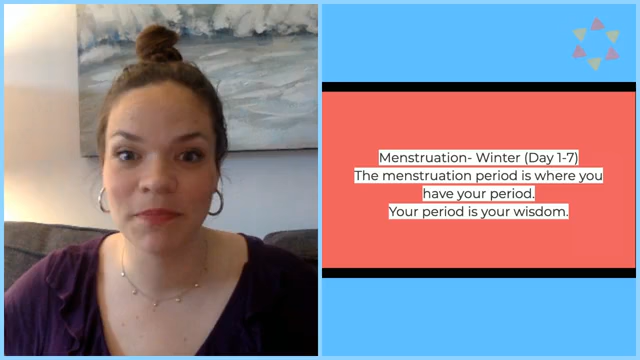 Menstruation- Winter (Day 1-7)
The menstruation period is where you
have your period.
Your period is your wisdom.